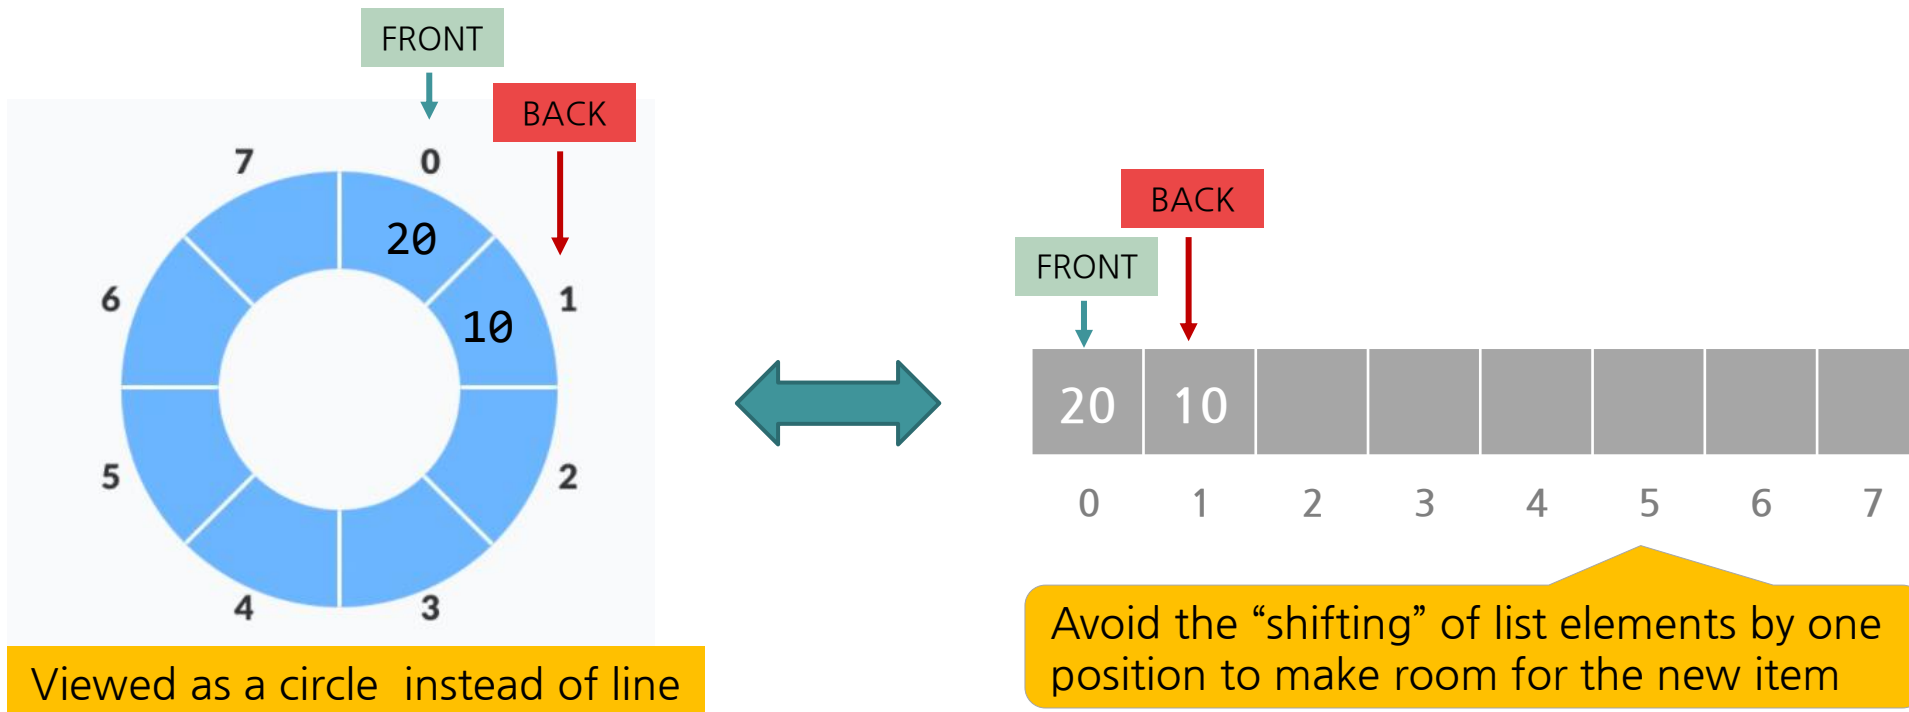 FRONT
BACK
7 0
20
6 1
10
5 2
4 3
Viewed as a circle instead of line
BACK
FRONT
20 10
0 1 2 3 4 5 6 7
Avoid the “shifting” of list elements by one
position to make room for the new item